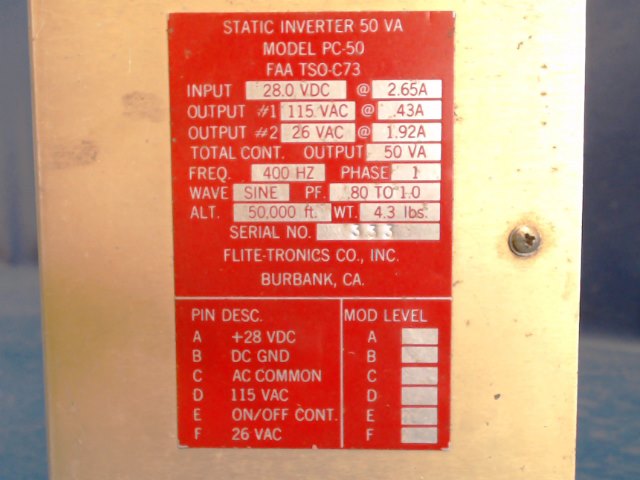 STATIC INVERTER 50 VA
MODEL PC-50
FAA TSO-C73
INPUT 28.0 VDC @ 2.65A
OUTPUT #1 115 VAC @ .43A
OUTPUT #2 26 VAC @ 1.92A
TOTAL CONT. OUTPUT 50 VA
FREQ. 400 HZ PHASE 1
WAVE SINE PF. .80 TO 1.0
ALT. 50,000 ft. WT. 4.3 lbs.
SERIAL NO. 333
FLITE-TRONICS CO., INC.
BURBANK, CA.
PIN DESC.
A +28 VDC
B DC GND
C AC COMMON
D 115 VAC
E ON/OFF CONT.
F 26 VAC
MOD LEVEL
A
B
C
D
E
F